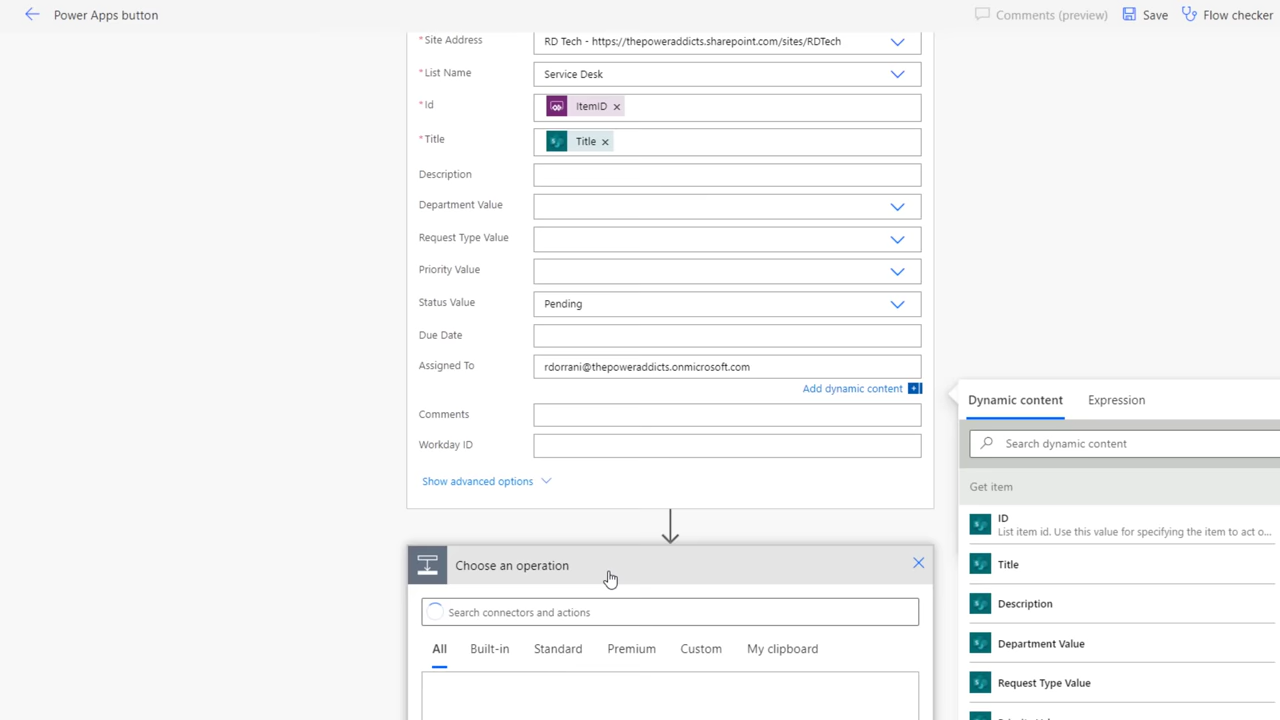 Power Apps button
Comments (preview)
Save
Flow checker
* Site Address
RD Tech - https://thepoweraddicts.sharepoint.com/sites/RDTech
* List Name
Service Desk
* Id
ItemID ×
* Title
Title ×
Description
Department Value
Request Type Value
Priority Value
Status Value
Pending
Due Date
Assigned To
rdorrani@thepoweraddicts.onmicrosoft.com
Add dynamic content
Comments
Workday ID
Show advanced options
Choose an operation
Search connectors and actions
All Built-in Standard Premium Custom My clipboard
Dynamic content Expression
Search dynamic content
Get item
ID
List item id. Use this value for specifying the item to act o...
Title
Description
Department Value
Request Type Value